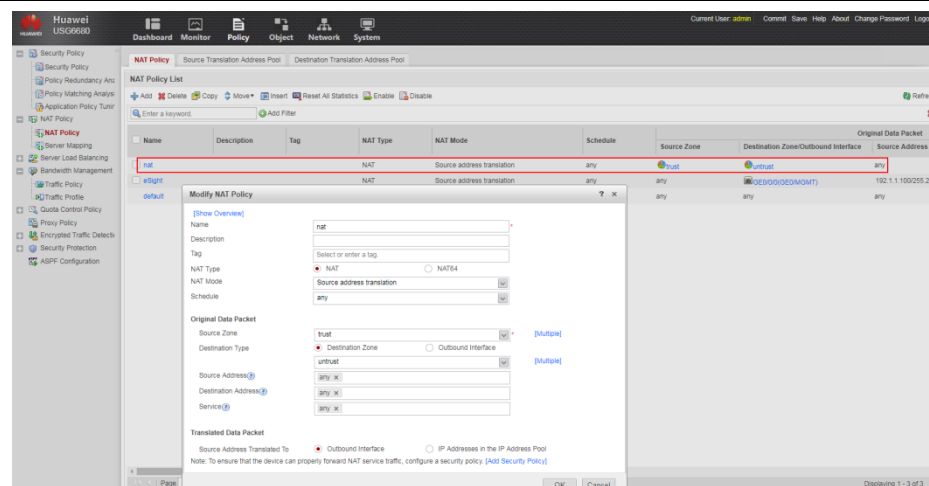 Huawei
USG6680
HUAWEI
Dashboard Monitor Policy Object Network System
Current User: admin Commit Save Help About Change Password Logo
Security Policy
Security Policy
Policy Redundancy Ana
Policy Matching Analysi
Application Policy Tunin
NAT Policy
NAT Policy
Server Mapping
Server Load Balancing
Bandwidth Management
Traffic Policy
Traffic Profile
Quota Control Policy
Proxy Policy
Encrypted Traffic Detecti
Security Protection
ASPF Configuration
NAT Policy Source Translation Address Pool Destination Translation Address Pool
NAT Policy List
Add Delete Copy Move Insert Reset All Statistics Enable Disable Refre
Enter a keyword. Add Filter
Name Description Tag NAT Type NAT Mode Schedule Original Data Packet
Source Zone Destination Zone/Outbound Interface Source Address
nat NAT Source address translation any trust untrust any
eSight NAT Source address translation any any GE0/0/0(GE0/MGMT) 192.1.1.100/255.2
default any any any
Modify NAT Policy ? ×
[Show Overview]
Name nat *
Description
Tag Select or enter a tag.
NAT Type NAT NAT64
NAT Mode Source address translation
Schedule any
Original Data Packet
Source Zone trust * [Multiple]
Destination Type Destination Zone Outbound Interface
untrust [Multiple]
Source Address ? any ×
Destination Address ? any ×
Service ? any ×
Translated Data Packet
Source Address Translated To Outbound Interface IP Addresses in the IP Address Pool
Note: To ensure that the device can properly forward NAT service traffic, configure a security policy. [Add Security Policy]
OK Cancel
Page Displaying 1 - 3 of 3